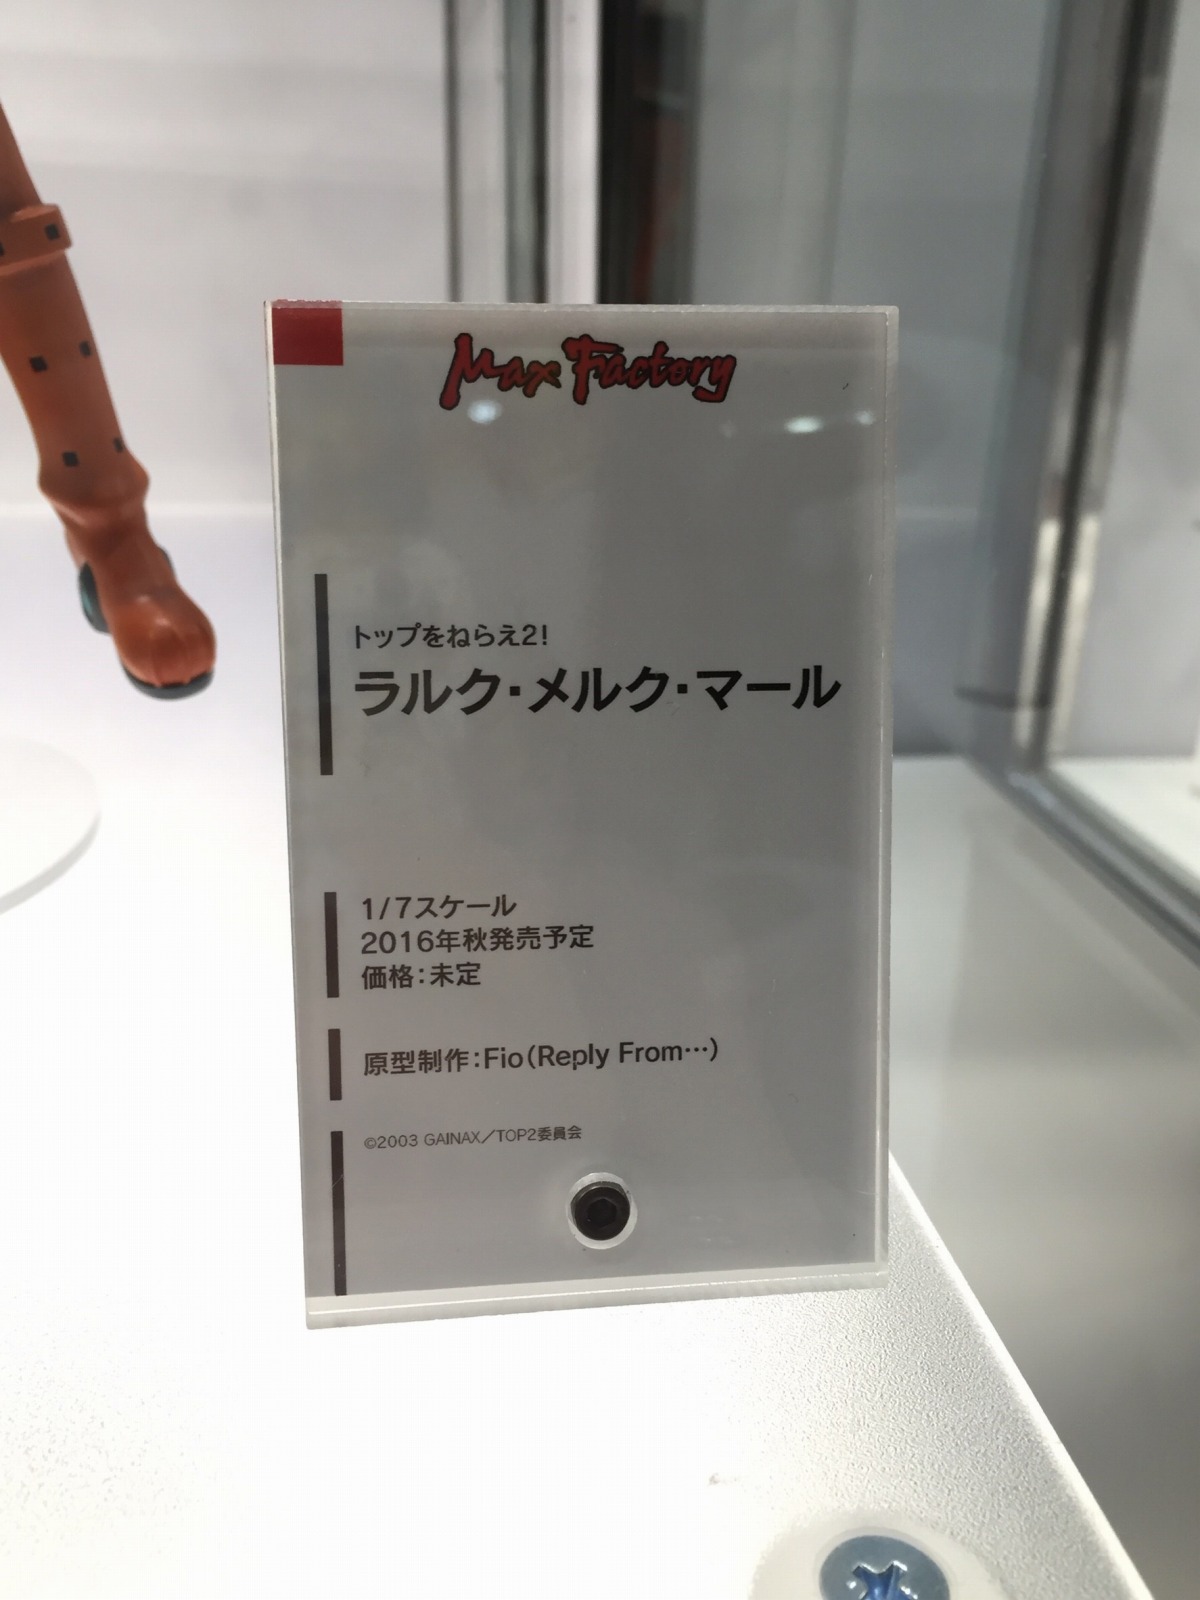 Max Factory
トップをねらえ2!
ラルク・メルク・マール
1/7スケール
2016年秋発売予定
価格:未定
原型制作:Fio(Reply From…)
©2003 GAINAX/TOP2委員会